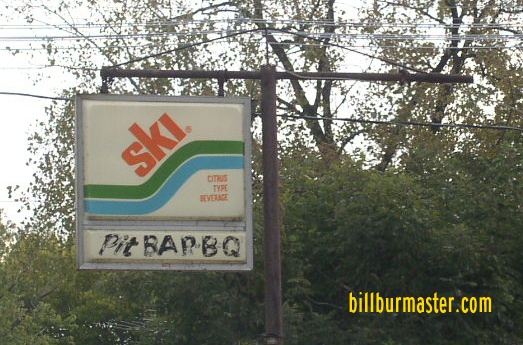 SKI®
CITRUS
TYPE
BEVERAGE
Pit BAR-BQ
billburmaster.com